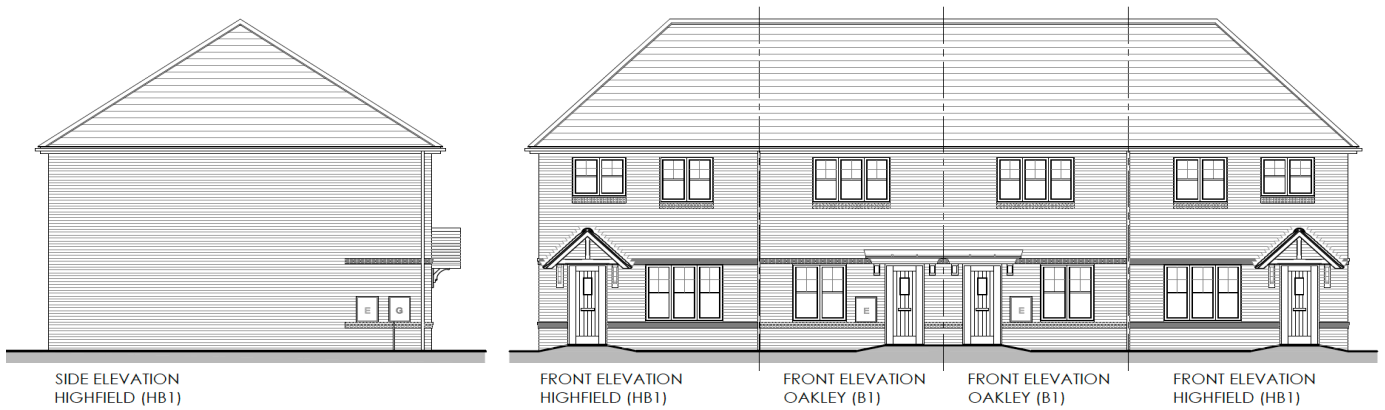 E G
E
E
SIDE ELEVATION
HIGHFIELD (HB1)
FRONT ELEVATION
HIGHFIELD (HB1)
FRONT ELEVATION
OAKLEY (B1)
FRONT ELEVATION
OAKLEY (B1)
FRONT ELEVATION
HIGHFIELD (HB1)